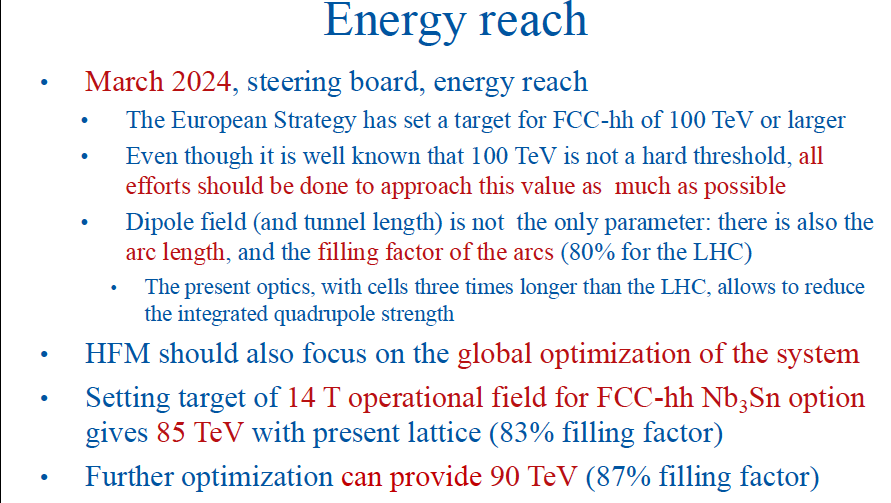 Energy reach
• March 2024, steering board, energy reach
• The European Strategy has set a target for FCC-hh of 100 TeV or larger
• Even though it is well known that 100 TeV is not a hard threshold, all
efforts should be done to approach this value as much as possible
• Dipole field (and tunnel length) is not the only parameter: there is also the
arc length, and the filling factor of the arcs (80% for the LHC)
• The present optics, with cells three times longer than the LHC, allows to reduce
the integrated quadrupole strength
• HFM should also focus on the global optimization of the system
• Setting target of 14 T operational field for FCC-hh Nb₃Sn option
gives 85 TeV with present lattice (83% filling factor)
• Further optimization can provide 90 TeV (87% filling factor)